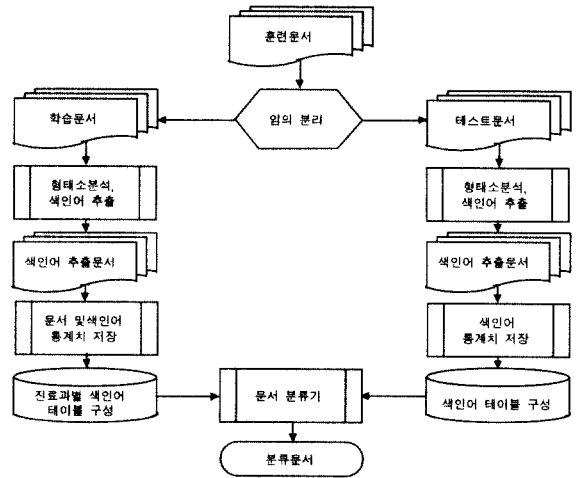 훈련문서
학습문서
임의 분리
테스트문서
형태소분석,
색인어 추출
형태소분석,
색인어 추출
색인어 추출문서
색인어 추출문서
문서 및색인어
통계치 저장
색인어
통계치 저장
진료과별 색인어
테이블 구성
문서 분류기
색인어 테이블 구성
분류문서